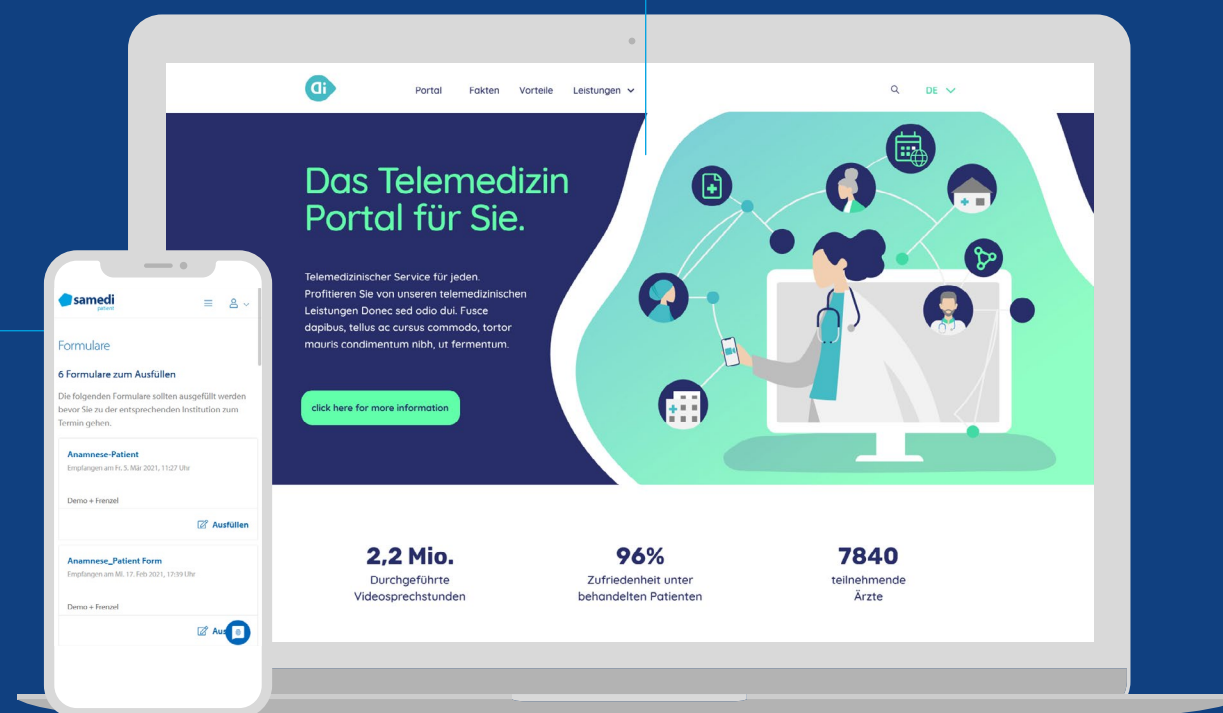 Portal Fakten Vorteile Leistungen DE
Das Telemedizin
Portal für Sie.
Telemedizinischer Service für jeden.
Profitieren Sie von unseren telemedizinischen
Leistungen Donec sed odio dui. Fusce
dapibus, tellus ac cursus commodo, tortor
mauris condimentum nibh, ut fermentum.
click here for more information
2,2 Mio.
Durchgeführte
Videosprechstunden
96%
Zufriedenheit unter
behandelten Patienten
7840
teilnehmende
Ärzte
samedi
patient
Formulare
6 Formulare zum Ausfüllen
Die folgenden Formulare sollten ausgefüllt werden
bevor Sie zu der entsprechenden Institution zum
Termin gehen.
Anamnese-Patient
Empfangen am Fr. 5. Mär 2021, 11:27 Uhr
Demo + Frenzel
Ausfüllen
Anamnese_Patient Form
Empfangen am Mi. 17. Feb 2021, 17:39 Uhr
Demo + Frenzel